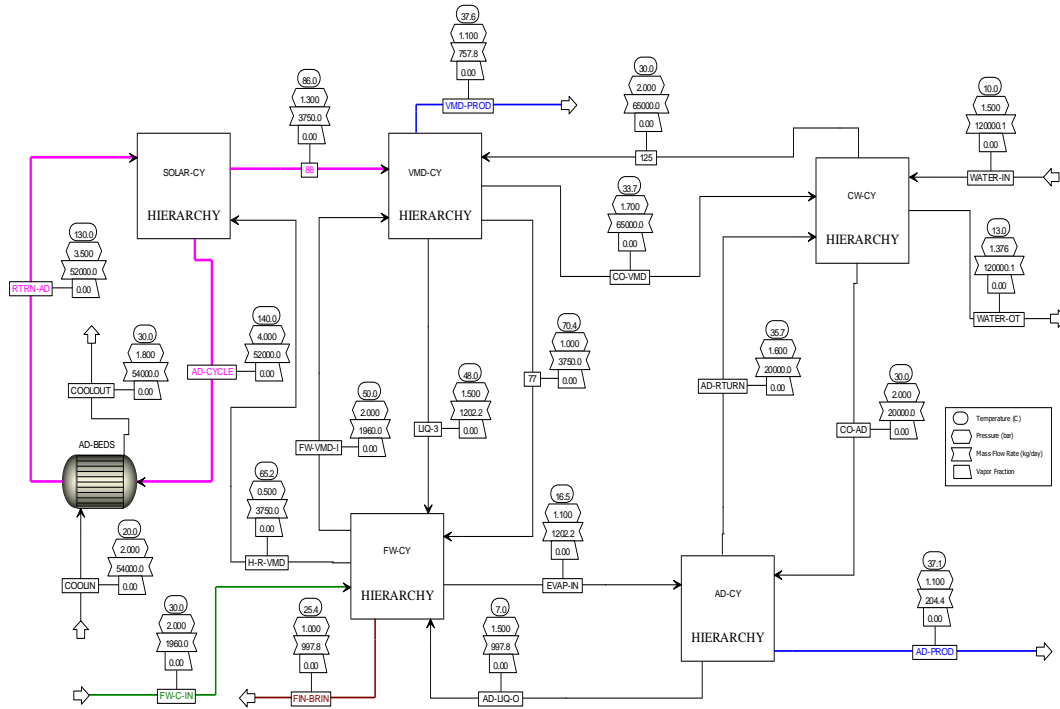 37.6
1.100
757.8
0.00
VMD-PROD
86.0
1.300
3750.0
0.00
88
30.0
2.000
65000.0
0.00
125
10.0
1.500
120000.1
0.00
WATER-IN
SOLAR-CY
HIERARCHY
VMD-CY
HIERARCHY
CW-CY
HIERARCHY
33.7
1.700
65000.0
0.00
CO-VMD
13.0
1.376
120000.1
0.00
WATER-OT
130.0
3.500
52000.0
0.00
RTRN-AD
140.0
4.000
52000.0
0.00
AD-CYCLE
30.0
1.800
54000.0
0.00
COOLOUT
70.4
1.000
3750.0
0.00
77
35.7
1.600
20000.0
0.00
AD-RTURN
30.0
2.000
20000.0
0.00
CO-AD
48.0
1.500
1202.2
0.00
LIQ-3
50.0
2.000
1960.0
0.00
FW-VMD-I
AD-BEDS
65.2
0.500
3750.0
0.00
H-R-VMD
16.5
1.100
1202.2
0.00
EVAP-IN
20.0
2.000
54000.0
0.00
COOLIN
FW-CY
HIERARCHY
AD-CY
HIERARCHY
37.1
1.100
204.4
0.00
AD-PROD
30.0
2.000
1960.0
0.00
FW-C-IN
25.4
1.000
997.8
0.00
FIN-BRIN
7.0
1.500
997.8
0.00
AD-LIQ-O
Temperature (C)
Pressure (bar)
Mass Flow Rate (kg/day)
Vapor Fraction